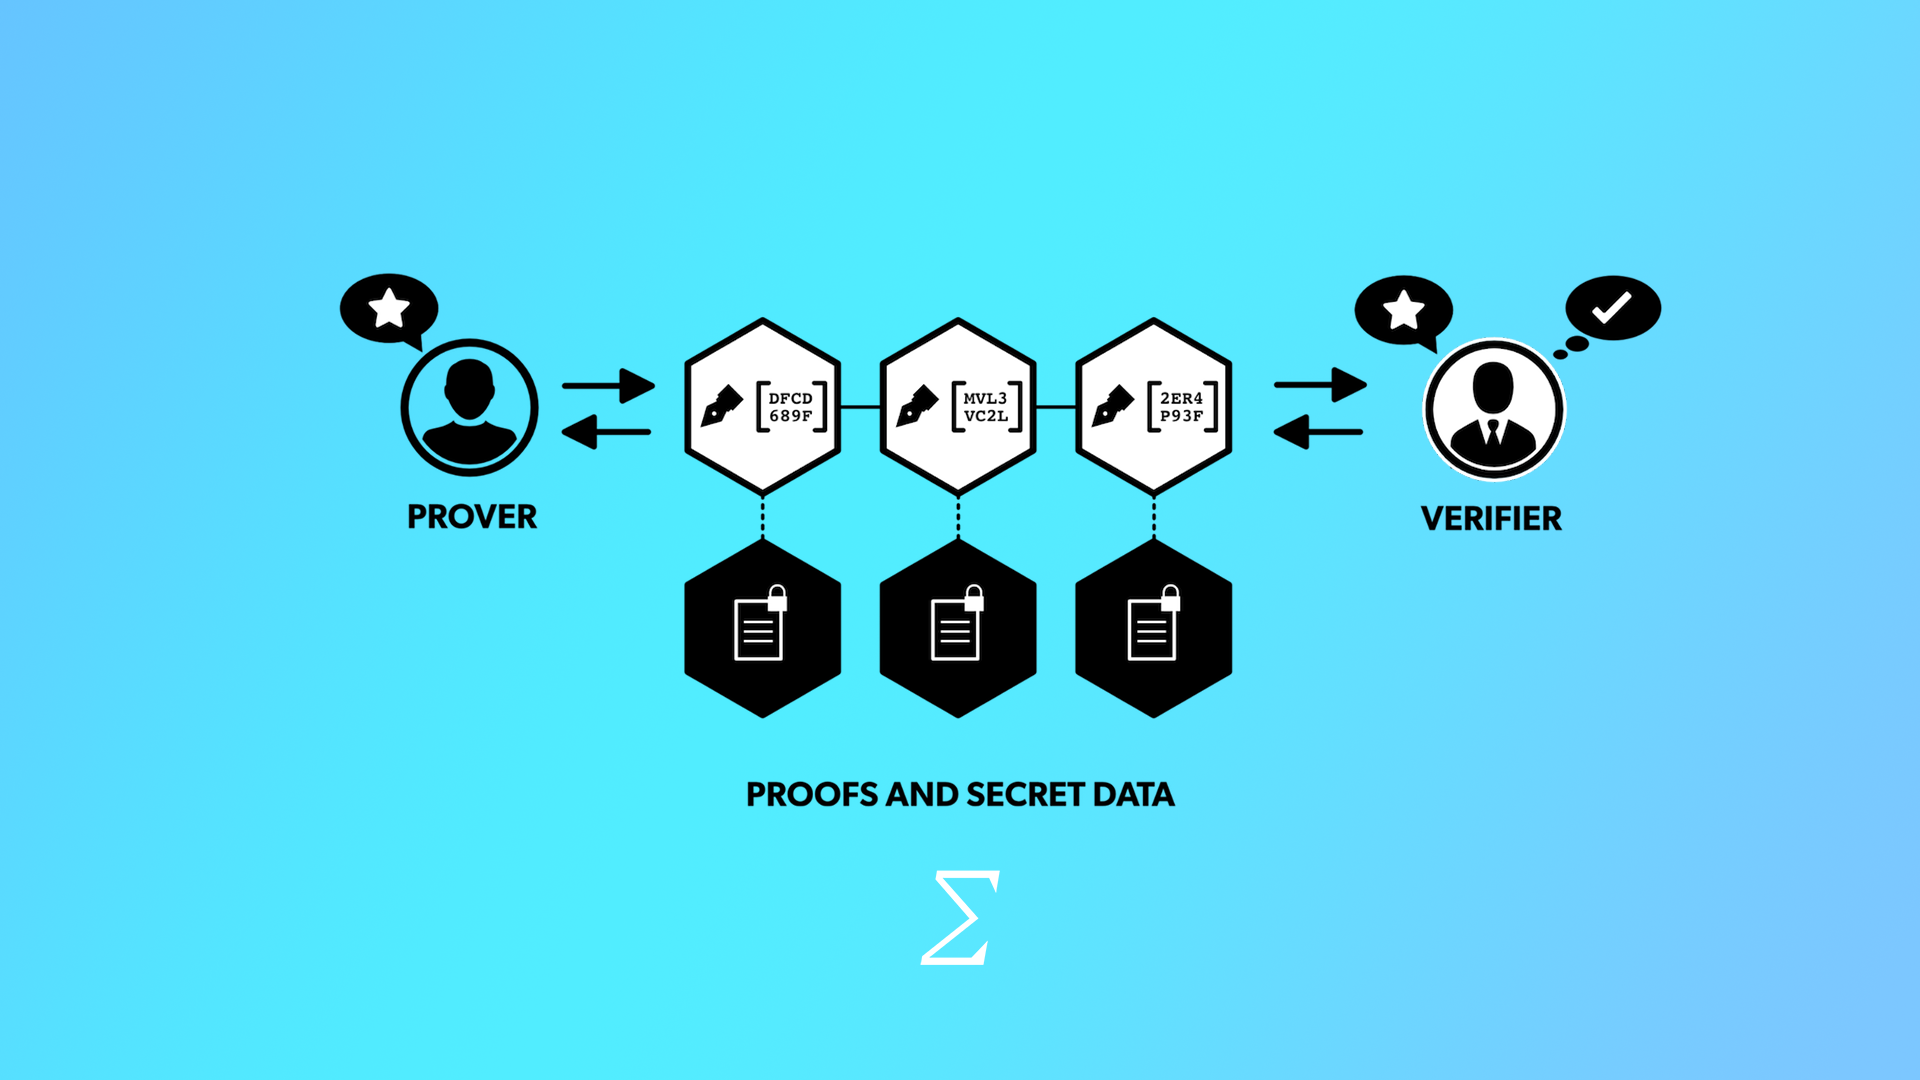 DFCD
689F
MVL3
VC2L
2ER4
P93F
PROVER
VERIFIER
PROOFS AND SECRET DATA
Σ